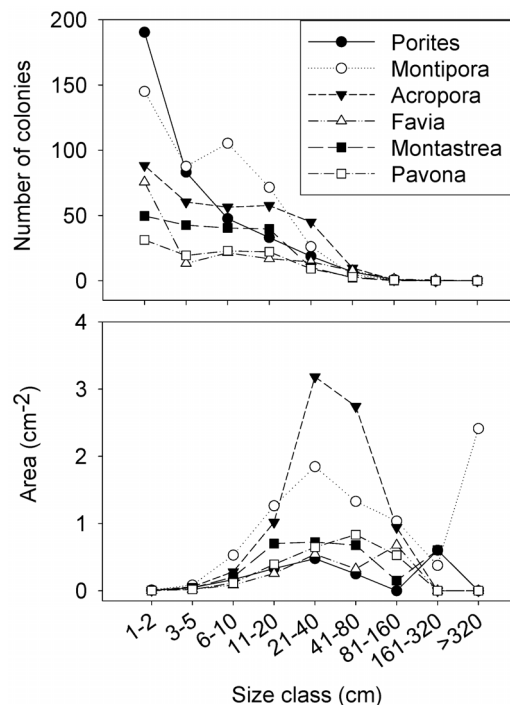 200
150
100
50
0
Number of colonies
Porites
Montipora
Acropora
Favia
Montastrea
Pavona
4
3
2
1
0
Area (cm-2)
1-2
3-5
6-10
11-20
21-40
41-80
81-160
161-320
>320
Size class (cm)